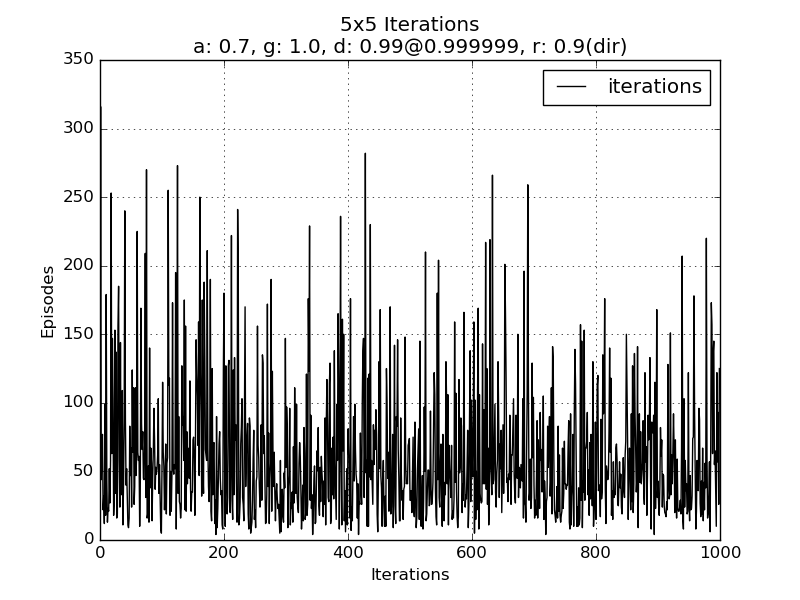 5x5 Iterations
a: 0.7, g: 1.0, d: 0.99@0.999999, r: 0.9(dir)
350
iterations
300
250
200
150
100
50
0
Episodes
0 200 400 600 800 1000
Iterations